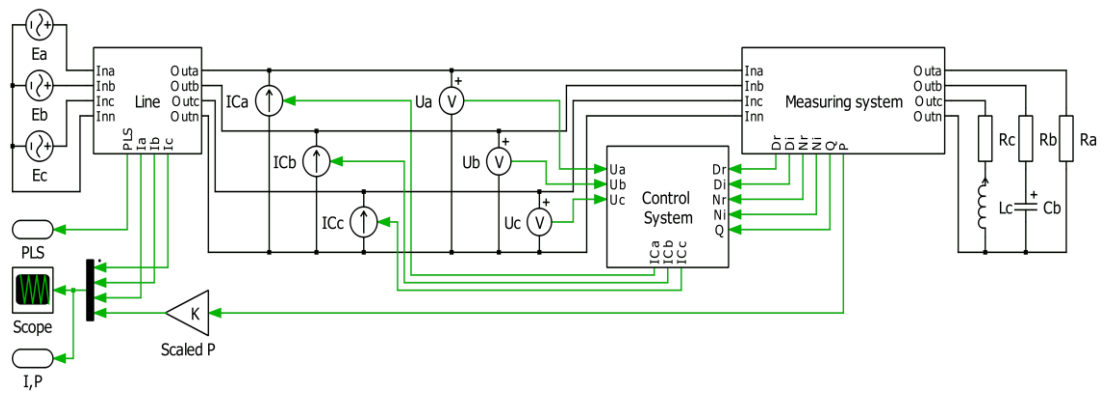 Ea
Eb
Ec
Ina
Inb
Inc
Inn
Line
Outa
Outb
Outc
Outn
PLS
Ia
Ib
Ic
ICa
ICb
ICc
+
V
Ua
+
V
Ub
+
V
Uc
Ua
Ub
Uc
Control
System
Dr
Di
Nr
Ni
Q
ICa
ICb
ICc
Ina
Inb
Inc
Inn
Measuring system
Outa
Outb
Outc
Outn
Dr
Di
Nr
Ni
Q
P
Rc
Rb
Ra
Lc
+
Cb
PLS
Scope
I,P
K
Scaled P